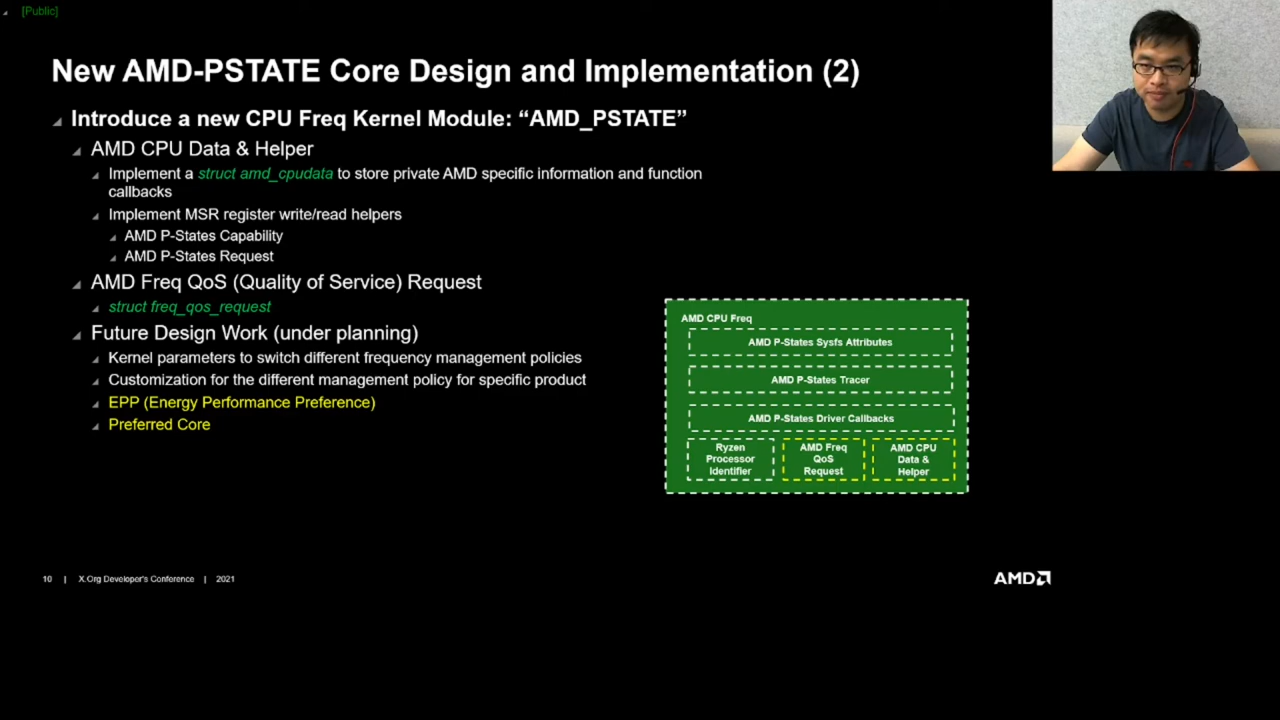 [Public]
New AMD-PSTATE Core Design and Implementation (2)
Introduce a new CPU Freq Kernel Module: “AMD_PSTATE”
AMD CPU Data & Helper
Implement a struct amd_cpudata to store private AMD specific information and function
callbacks
Implement MSR register write/read helpers
AMD P-States Capability
AMD P-States Request
AMD Freq QoS (Quality of Service) Request
struct freq_qos_request
Future Design Work (under planning)
Kernel parameters to switch different frequency management policies
Customization for the different management policy for specific product
EPP (Energy Performance Preference)
Preferred Core
AMD CPU Freq
AMD P-States Sysfs Attributes
AMD P-States Tracer
AMD P-States Driver Callbacks
Ryzen
Processor
Identifier
AMD Freq
QoS
Request
AMD CPU
Data &
Helper
10 | X.Org Developer's Conference | 2021
AMD